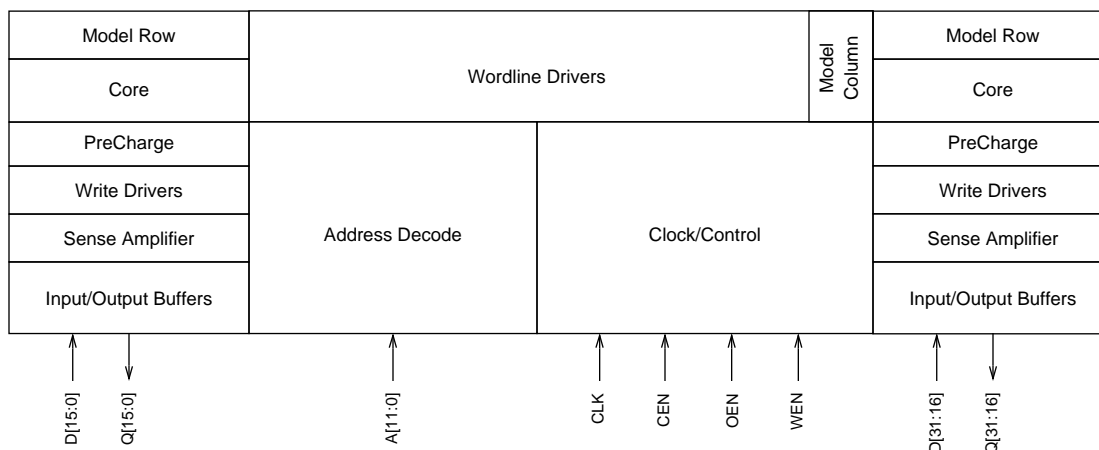 Model Row
Core
PreCharge
Write Drivers
Sense Amplifier
Input/Output Buffers
Wordline Drivers
Model
Column
Address Decode
Clock/Control
Model Row
Core
PreCharge
Write Drivers
Sense Amplifier
Input/Output Buffers
D[15:0]
Q[15:0]
A[11:0]
CLK
CEN
OEN
WEN
D[31:16]
Q[31:16]